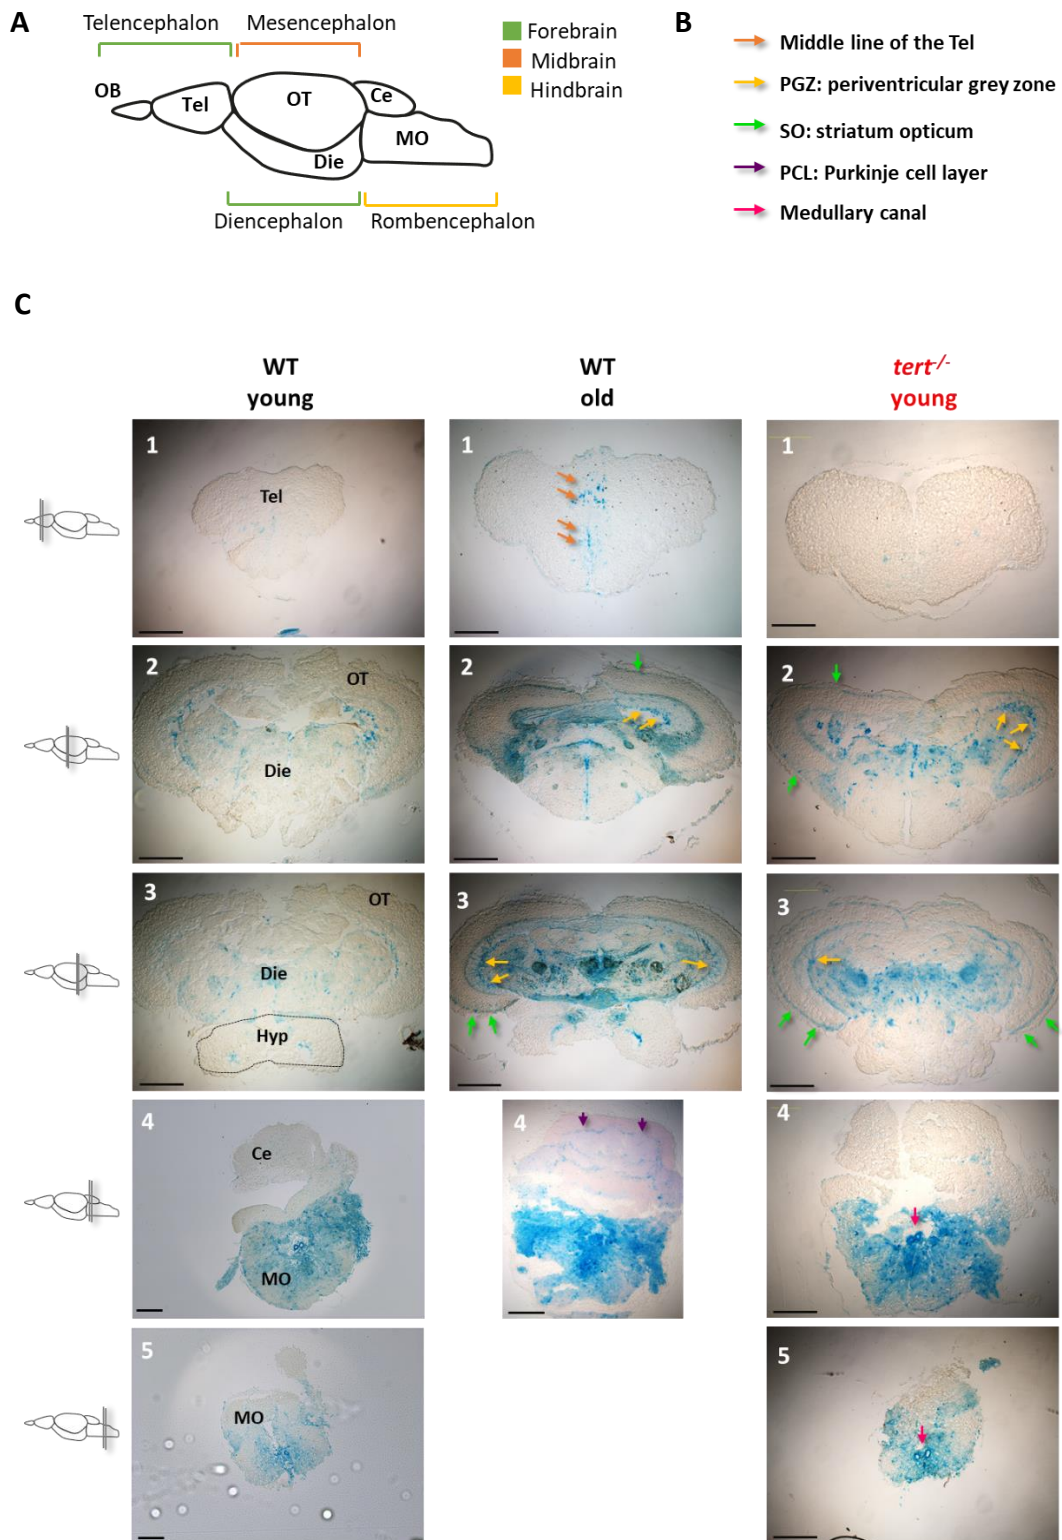 A
Telencephalon
Mesencephalon
OB
Tel
OT
Ce
MO
Die
Diencephalon
Rombencephalon
Forebrain
Midbrain
Hindbrain
B
Middle line of the Tel
PGZ: periventricular grey zone
SO: striatum opticum
PCL: Purkinje cell layer
Medullary canal
C
WT
young
WT
old
tert-/-
young
1
Tel
1
1
2
OT
Die
2
2
3
OT
Die
Hyp
3
3
4
Ce
MO
4
4
5
MO
5